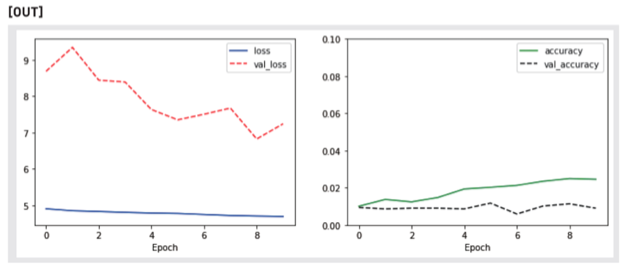 [OUT]
loss
val_loss
9
8
7
6
5
0 2 4 6 8
Epoch
accuracy
val_accuracy
0.10
0.08
0.06
0.04
0.02
0.00
0 2 4 6 8
Epoch